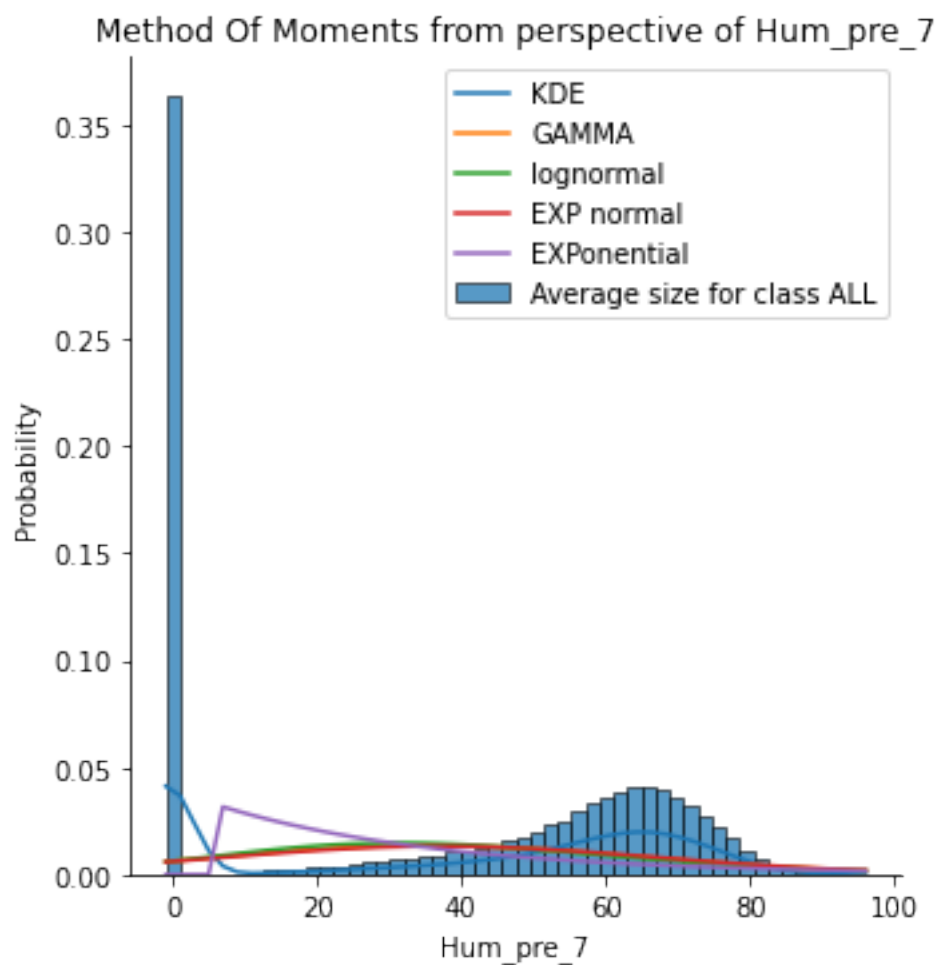 Method Of Moments from perspective of Hum_pre_7
KDE
GAMMA
lognormal
EXP normal
EXPonential
Average size for class ALL
Probability
0.35
0.30
0.25
0.20
0.15
0.10
0.05
0.00
0 20 40 60 80 100
Hum_pre_7